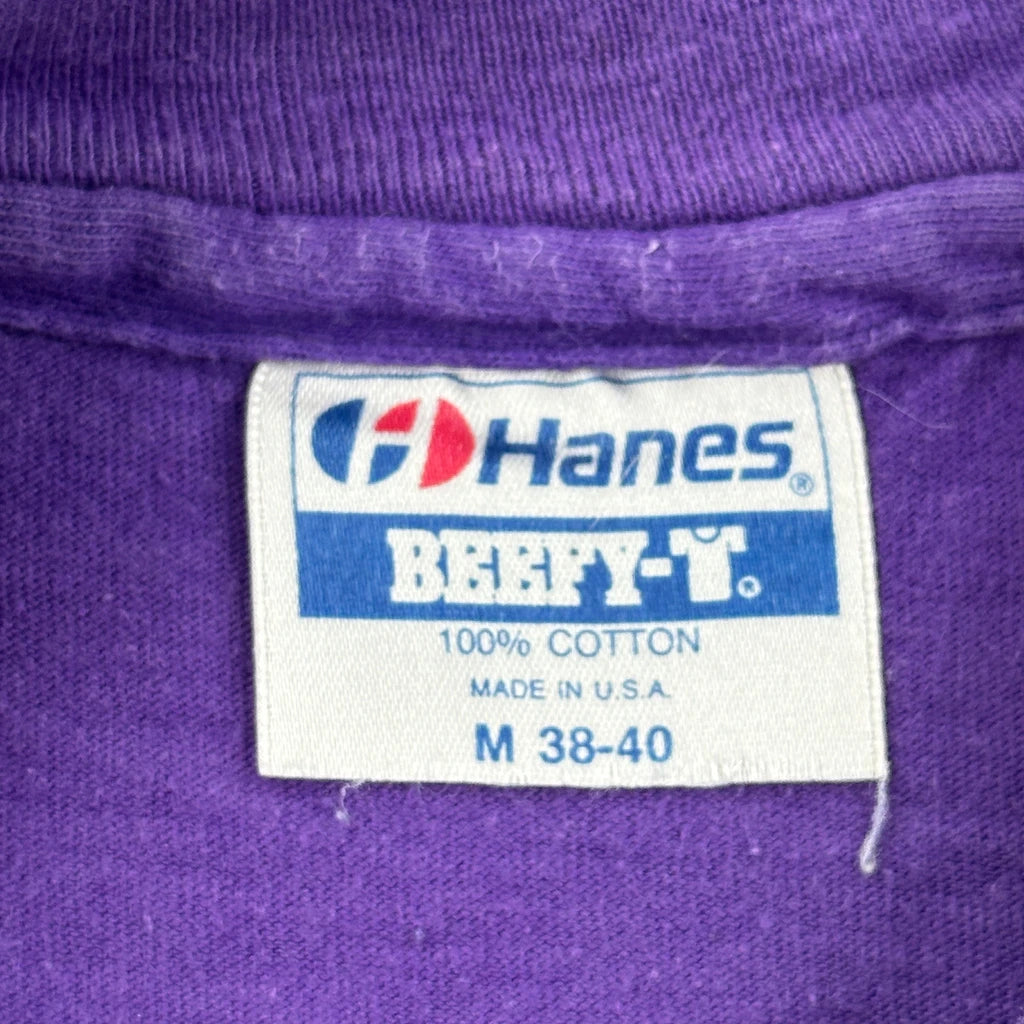 Hanes®
BEEFY-T®
100% COTTON
MADE IN U.S.A.
M 38-40